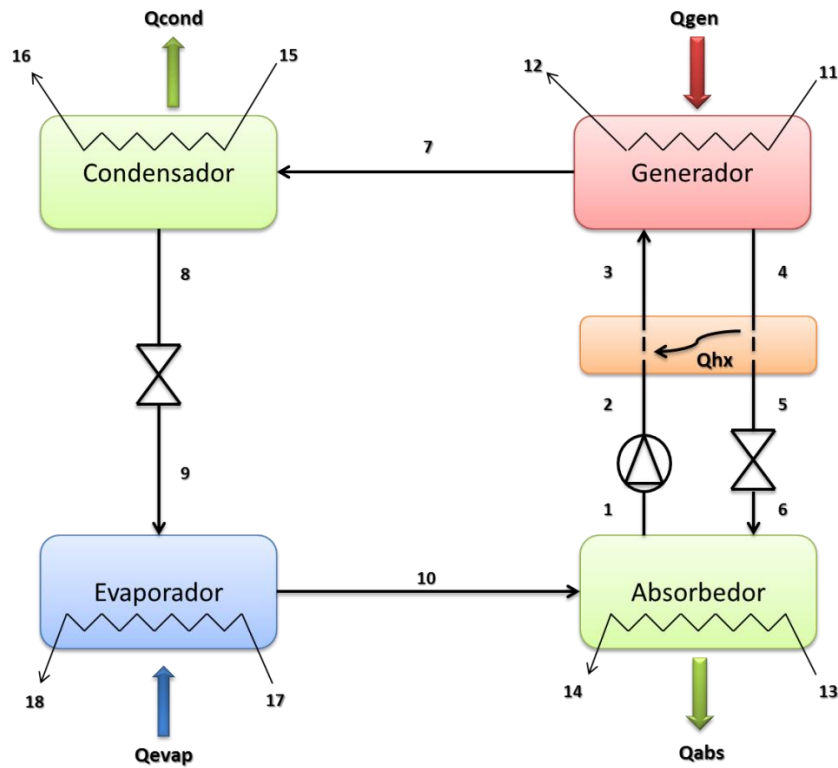 Qcond
Qgen
16
15
12
11
7
Condensador
Generador
8
3
4
Qhx
2
5
9
1
6
10
Evaporador
Absorbedor
18
17
14
13
Qevap
Qabs